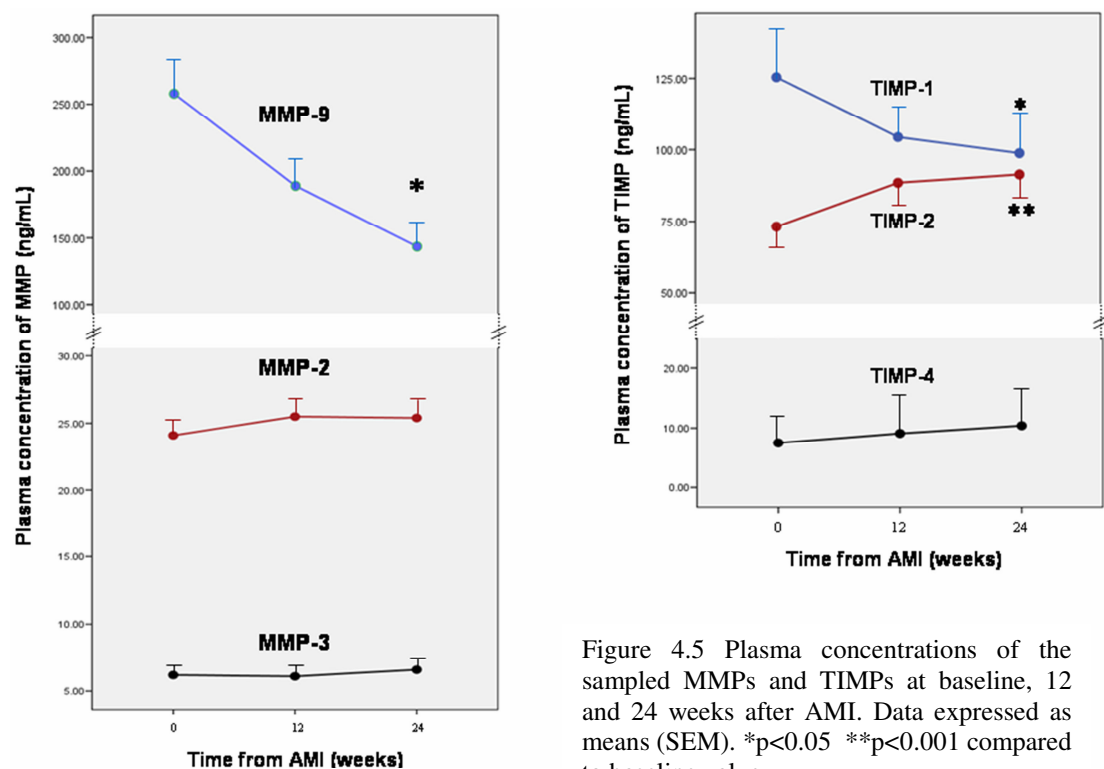 300.00
250.00
200.00
150.00
100.00
MMP-9
*
30.00
25.00
20.00
15.00
10.00
5.00
MMP-2
MMP-3
0 12 24
Time from AMI (weeks)
Plasma concentration of MMP (ng/mL)
125.00
100.00
75.00
50.00
TIMP-1
*
TIMP-2
**
20.00
10.00
0.00
TIMP-4
0 12 24
Time from AMI (weeks)
Plasma concentration of TIMP (ng/mL)
Figure 4.5 Plasma concentrations of the
sampled MMPs and TIMPs at baseline, 12
and 24 weeks after AMI. Data expressed as
means (SEM). *p<0.05 **p<0.001 compared